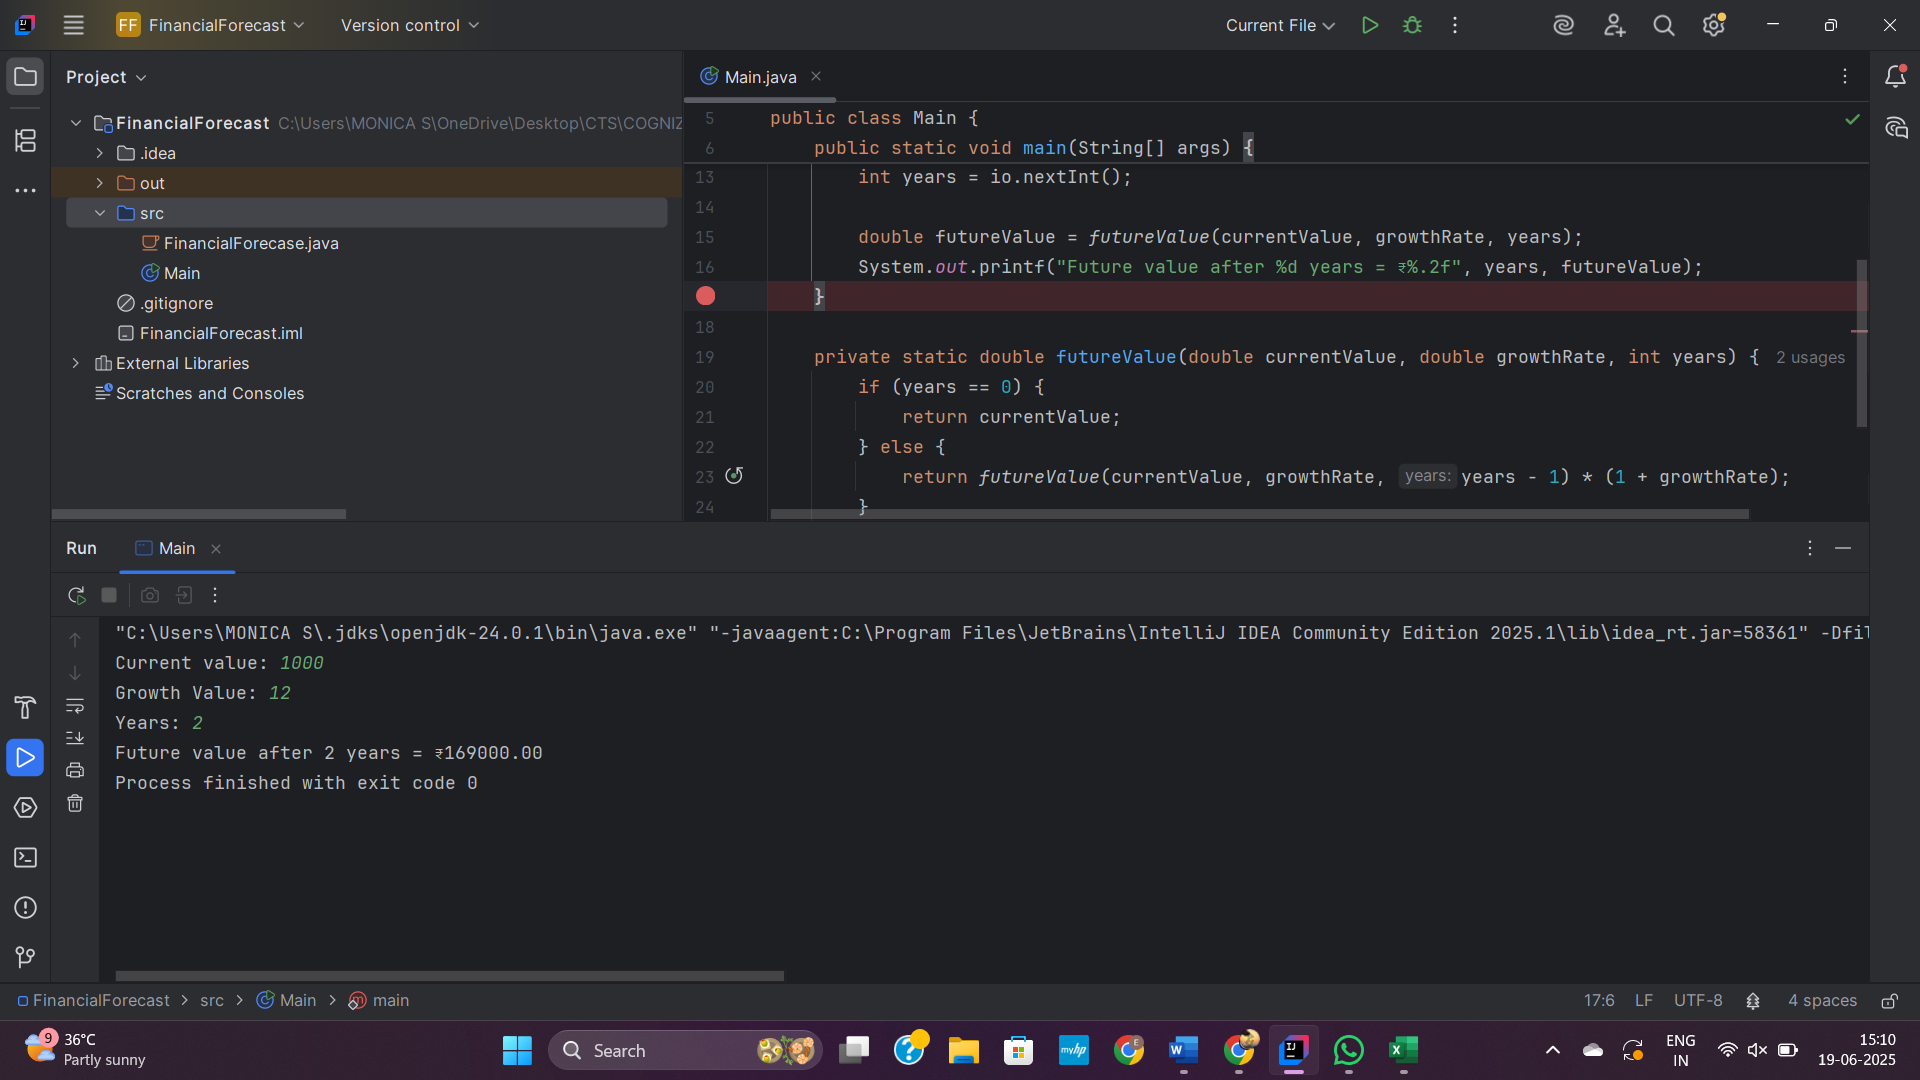 FF FinancialForecast Version control Current File
Project
FinancialForecast C:\Users\MONICA S\OneDrive\Desktop\CTS\COGNIZ
.idea
out
src
FinancialForecase.java
Main
.gitignore
FinancialForecast.iml
External Libraries
Scratches and Consoles
Main.java
5 public class Main {
6 public static void main(String[] args) {
13 int years = io.nextInt();
14
15 double futureValue = futureValue(currentValue, growthRate, years);
16 System.out.printf("Future value after %d years = ₹%.2f", years, futureValue);
}
18
19 private static double futureValue(double currentValue, double growthRate, int years) { 2 usages
20 if (years == 0) {
21 return currentValue;
22 } else {
23 return futureValue(currentValue, growthRate, years: years - 1) * (1 + growthRate);
24 }
Run Main
"C:\Users\MONICA S\.jdks\openjdk-24.0.1\bin\java.exe" "-javaagent:C:\Program Files\JetBrains\IntelliJ IDEA Community Edition 2025.1\lib\idea_rt.jar=58361" -Dfil
Current value: 1000
Growth Value: 12
Years: 2
Future value after 2 years = ₹169000.00
Process finished with exit code 0
FinancialForecast > src > Main > main 17:6 LF UTF-8 4 spaces
9 36°C
Partly sunny
Search
myhp
ENG
IN
15:10
19-06-2025